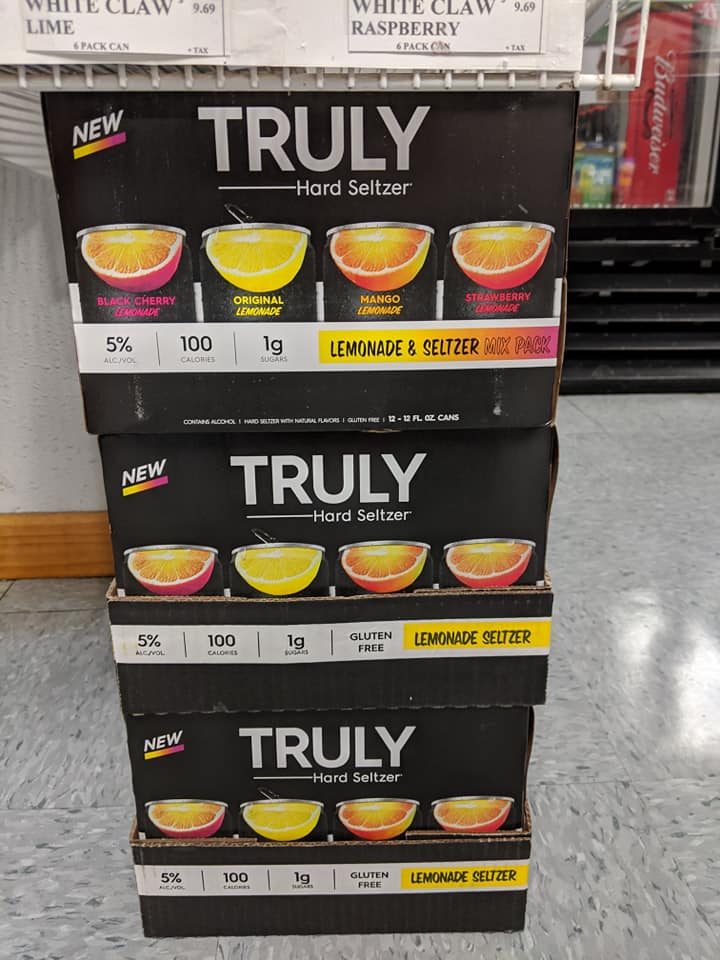 WHITE CLAW 9.69
LIME
6 PACK CAN +TAX
WHITE CLAW 9.69
RASPBERRY
6 PACK CAN +TAX
Budweiser
NEW
TRULY
Hard Seltzer
BLACK CHERRY
LEMONADE
ORIGINAL
LEMONADE
MANGO
LEMONADE
STRAWBERRY
LEMONADE
5%
ALC/VOL
100
CALORIES
1g
SUGARS
LEMONADE & SELTZER MIX PACK
CONTAINS ALCOHOL | HARD SELTZER WITH NATURAL FLAVORS | GLUTEN FREE | 12 - 12 FL. OZ. CANS
NEW
TRULY
Hard Seltzer
5%
ALC/VOL
100
CALORIES
1g
SUGARS
GLUTEN
FREE
LEMONADE SELTZER
NEW
TRULY
Hard Seltzer
5%
ALC/VOL
100
CALORIES
1g
SUGARS
GLUTEN
FREE
LEMONADE SELTZER